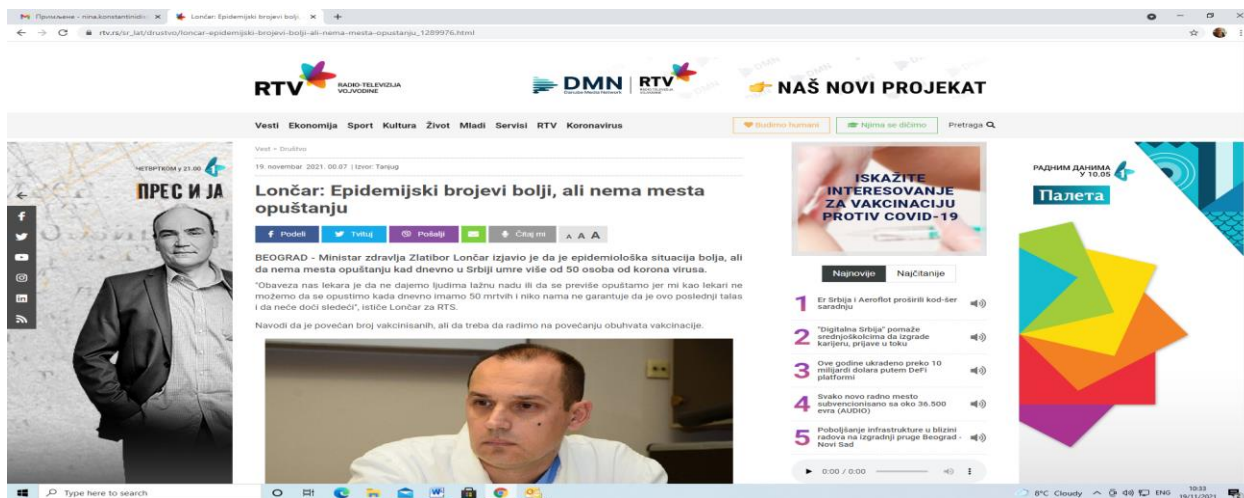 Примљене - nina.konstantinido
Lončar: Epidemijski brojevi bolji,
rtv.rs/sr_lat/drustvo/loncar-epidemijski-brojevi-bolji-ali-nema-mesta-opustanju_1289976.html
RTV RADIO-TELEVIZIJA VOJVODINE
DMN RTV
Danube Media Network
NAŠ NOVI PROJEKAT
Vesti Ekonomija Sport Kultura Život Mladi Servisi RTV Koronavirus
Budimo humani Njima se dičimo Pretraga
Vest - Društvo
19. novembar 2021, 00.07 | Izvor: Tanjug
Lončar: Epidemijski brojevi bolji, ali nema mesta
opuštanju
Podeli Tvituj Pošalji Čitaj mi A A A
BEOGRAD - Ministar zdravlja Zlatibor Lončar izjavio je da je epidemiološka situacija bolja, ali
da nema mesta opuštanju kad dnevno u Srbiji umre više od 50 osoba od korona virusa.
"Obaveza nas lekara je da ne dajemo ljudima lažnu nadu ili da se previše opuštamo jer mi kao lekari ne
možemo da se opustimo kada dnevno imamo 50 mrtvih i niko nama ne garantuje da je ovo poslednji talas
i da neće doći sledeći", ističe Lončar za RTS.
Navodi da je povećan broj vakcinisanih, ali da treba da radimo na povećanju obuhvata vakcinacije.
ЧЕТВРТКОМ у 21.00 1
ПРЕС И ЈА
ISKAŽITE
INTERESOVANJE
ZA VAKCINACIJU
PROTIV COVID-19
Najnovije Najčitanije
1 Er Srbija i Aeroflot proširili kod-šer
saradnju
2 "Digitalna Srbija" pomaže
srednjoškolcima da izgrade
karijeru, prijave u toku
3 Ove godine ukradeno preko 10
milijardi dolara putem DeFi
platformi
4 Svako novo radno mesto
subvencionisano sa oko 36.500
evra (AUDIO)
5 Poboljšanje infrastrukture u blizini
radova na izgradnji pruge Beograd -
Novi Sad
0:00 / 0:00
РАДНИМ ДАНИМА
У 10.05 1
Палета
Type here to search
8°C Cloudy ENG
10:33
19/11/2021